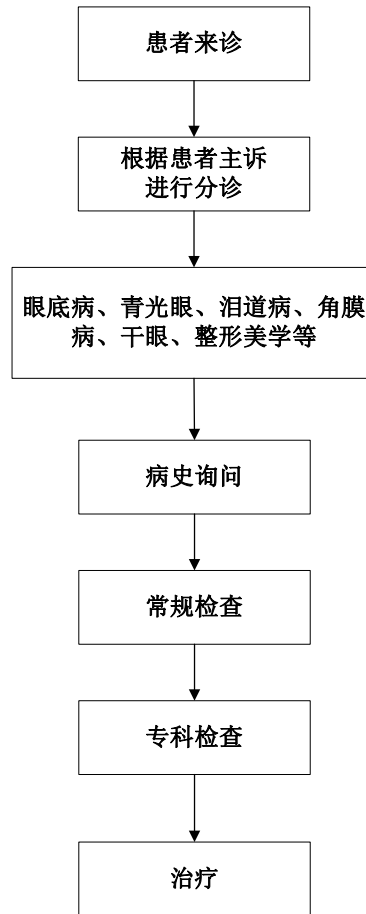 患者来诊
根据患者主诉
进行分诊
眼底病、青光眼、泪道病、角膜
病、干眼、整形美学等
病史询问
常规检查
专科检查
治疗